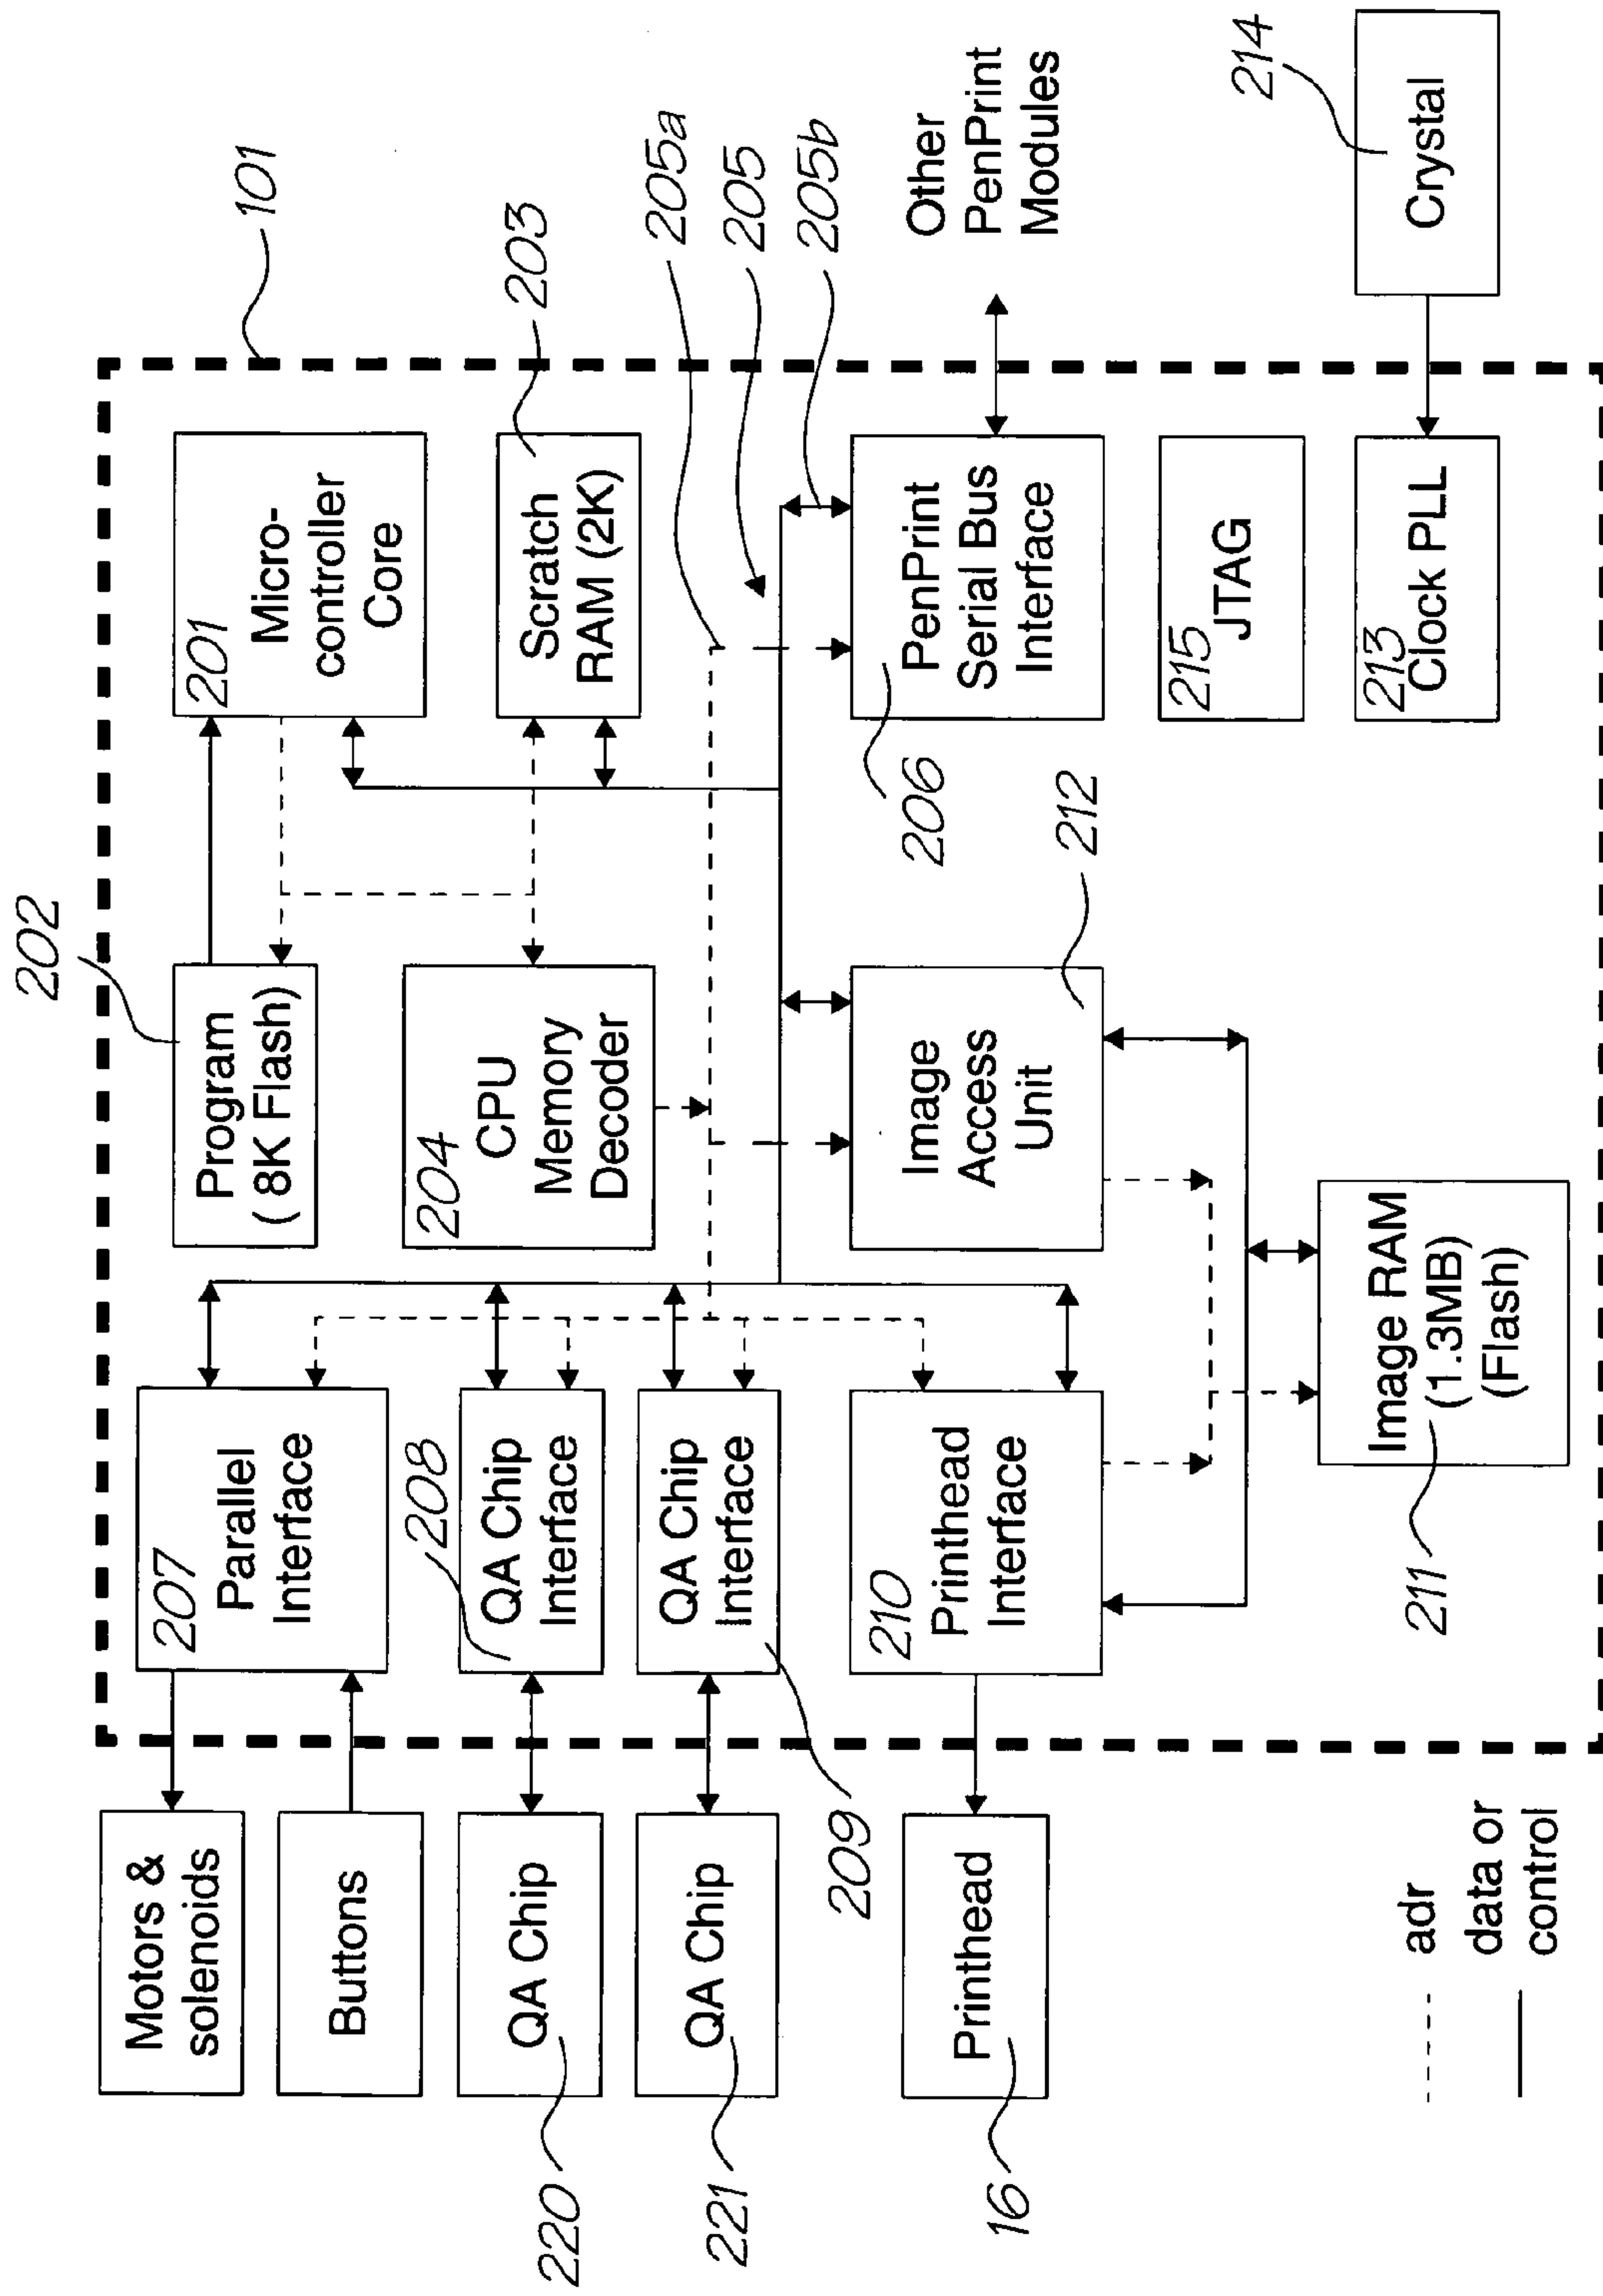 Motors &
solenoids
Buttons
QA Chip
220
QA Chip
221
Printhead
16
adr
data or
control
207
Parallel
Interface
208
QA Chip
Interface
QA Chip
Interface
209
210
Printhead
Interface
202
Program
( 8K Flash)
204
CPU
Memory
Decoder
Image
Access
Unit
212
Image RAM
(1.3MB)
(Flash)
211
101
201
Micro-
controller
Core
203
Scratch
RAM (2K)
205a
205
205b
206
PenPrint
Serial Bus
Interface
215
JTAG
213
Clock PLL
Other
PenPrint
Modules
214
Crystal